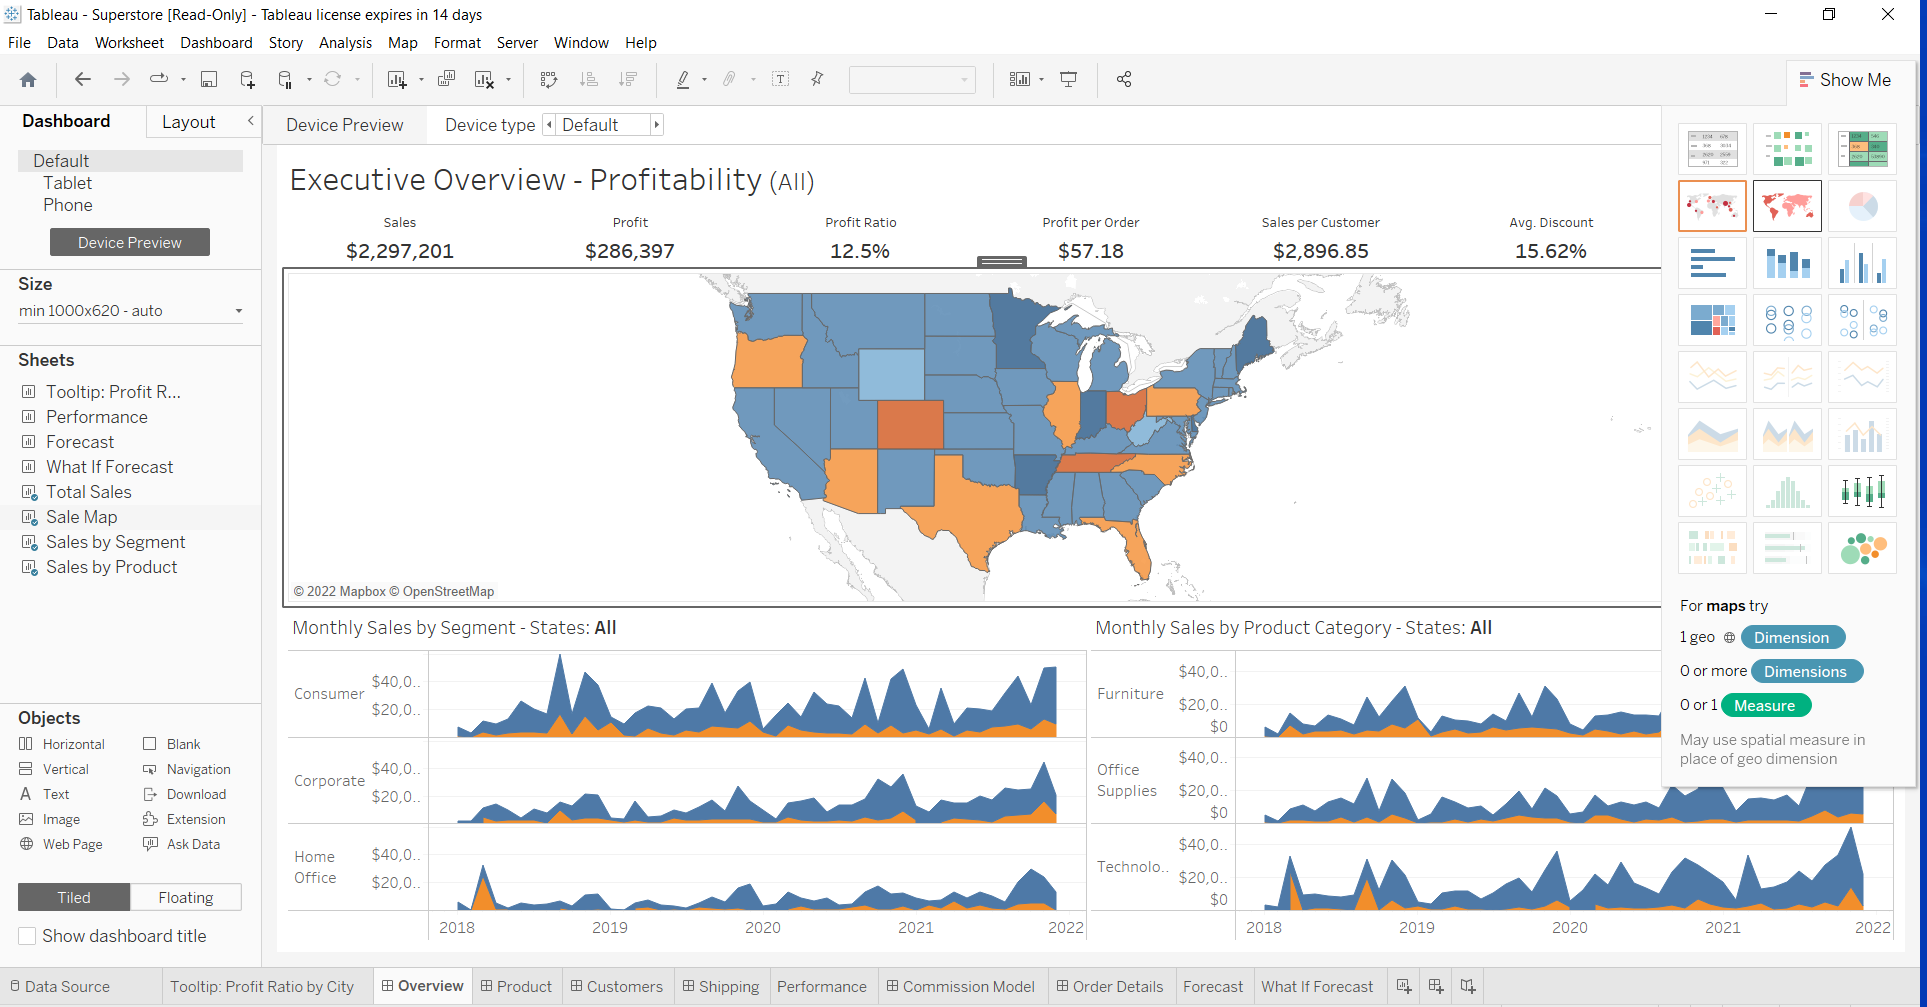 Tableau - Superstore [Read-Only] - Tableau license expires in 14 days
File Data Worksheet Dashboard Story Analysis Map Format Server Window Help
Show Me
Dashboard Layout
Default
Tablet
Phone
Device Preview
Size
min 1000x620 - auto
Sheets
Tooltip: Profit R...
Performance
Forecast
What If Forecast
Total Sales
Sale Map
Sales by Segment
Sales by Product
Objects
Horizontal Blank
Vertical Navigation
Text Download
Image Extension
Web Page Ask Data
Tiled Floating
Show dashboard title
Device Preview Device type Default
Executive Overview - Profitability (All)
Sales Profit Profit Ratio Profit per Order Sales per Customer Avg. Discount
$2,297,201 $286,397 12.5% $57.18 $2,896.85 15.62%
© 2022 Mapbox © OpenStreetMap
Monthly Sales by Segment - States: All
Consumer
$40,0..
$20,0..
Corporate
$40,0..
$20,0..
Home
Office
$40,0..
$20,0..
2018 2019 2020 2021 2022
Monthly Sales by Product Category - States: All
Furniture
$40,0..
$20,0..
$0
Office
Supplies
$40,0..
$20,0..
$0
Technolo..
$40,0..
$20,0..
$0
2018 2019 2020 2021 2022
For maps try
1 geo Dimension
0 or more Dimensions
0 or 1 Measure
May use spatial measure in
place of geo dimension
Data Source Tooltip: Profit Ratio by City Overview Product Customers Shipping Performance Commission Model Order Details Forecast What If Forecast